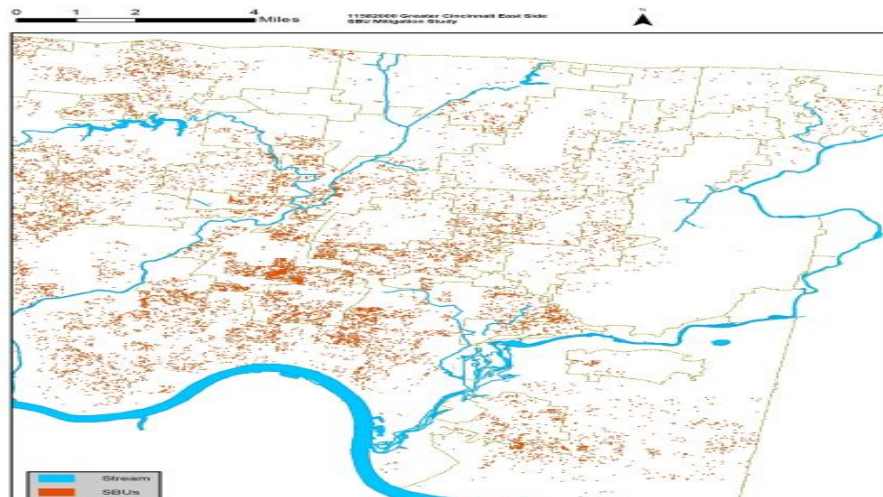 0 1 2 4
Miles
11562000 Greater Cincinnati East Side
SBU Mitigation Study
N
Stream
SBUs